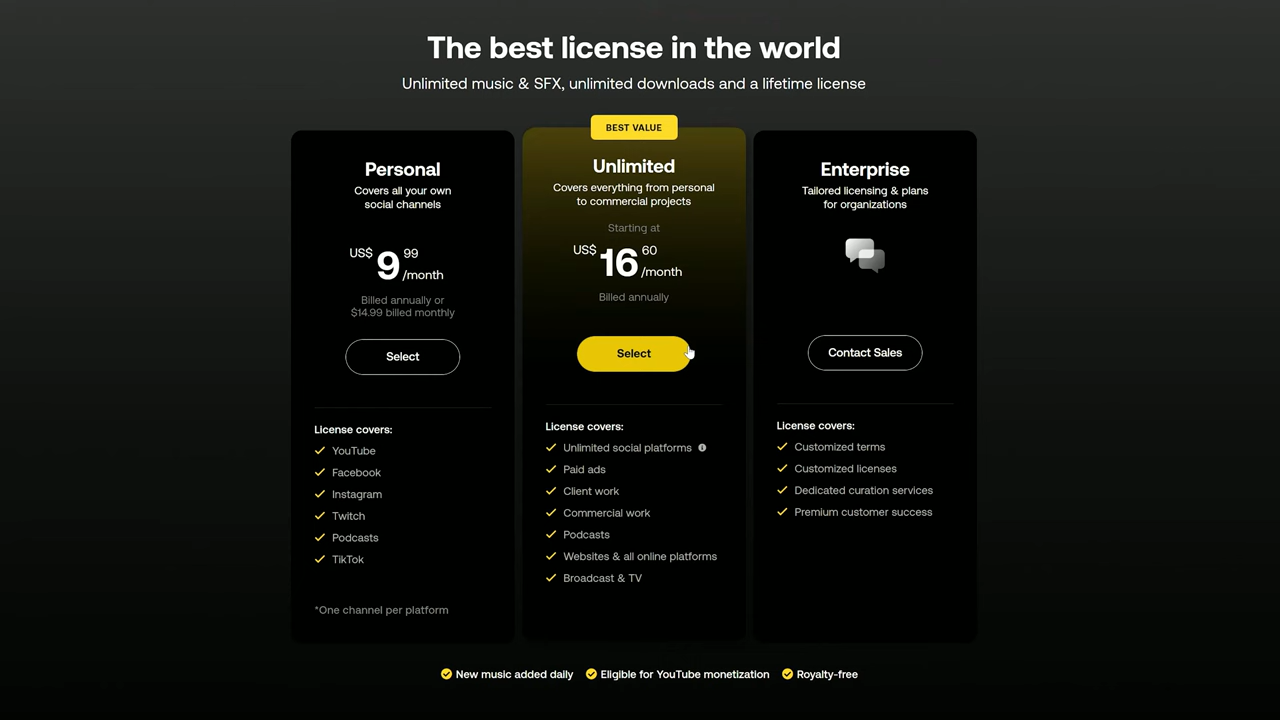 The best license in the world
Unlimited music & SFX, unlimited downloads and a lifetime license
Personal
Covers all your own
social channels
US$ 9 99 /month
Billed annually or
$14.99 billed monthly
Select
License covers:
YouTube
Facebook
Instagram
Twitch
Podcasts
TikTok
*One channel per platform
BEST VALUE
Unlimited
Covers everything from personal
to commercial projects
Starting at
US$ 16 60 /month
Billed annually
Select
License covers:
Unlimited social platforms
Paid ads
Client work
Commercial work
Podcasts
Websites & all online platforms
Broadcast & TV
Enterprise
Tailored licensing & plans
for organizations
Contact Sales
License covers:
Customized terms
Customized licenses
Dedicated curation services
Premium customer success
New music added daily Eligible for YouTube monetization Royalty-free